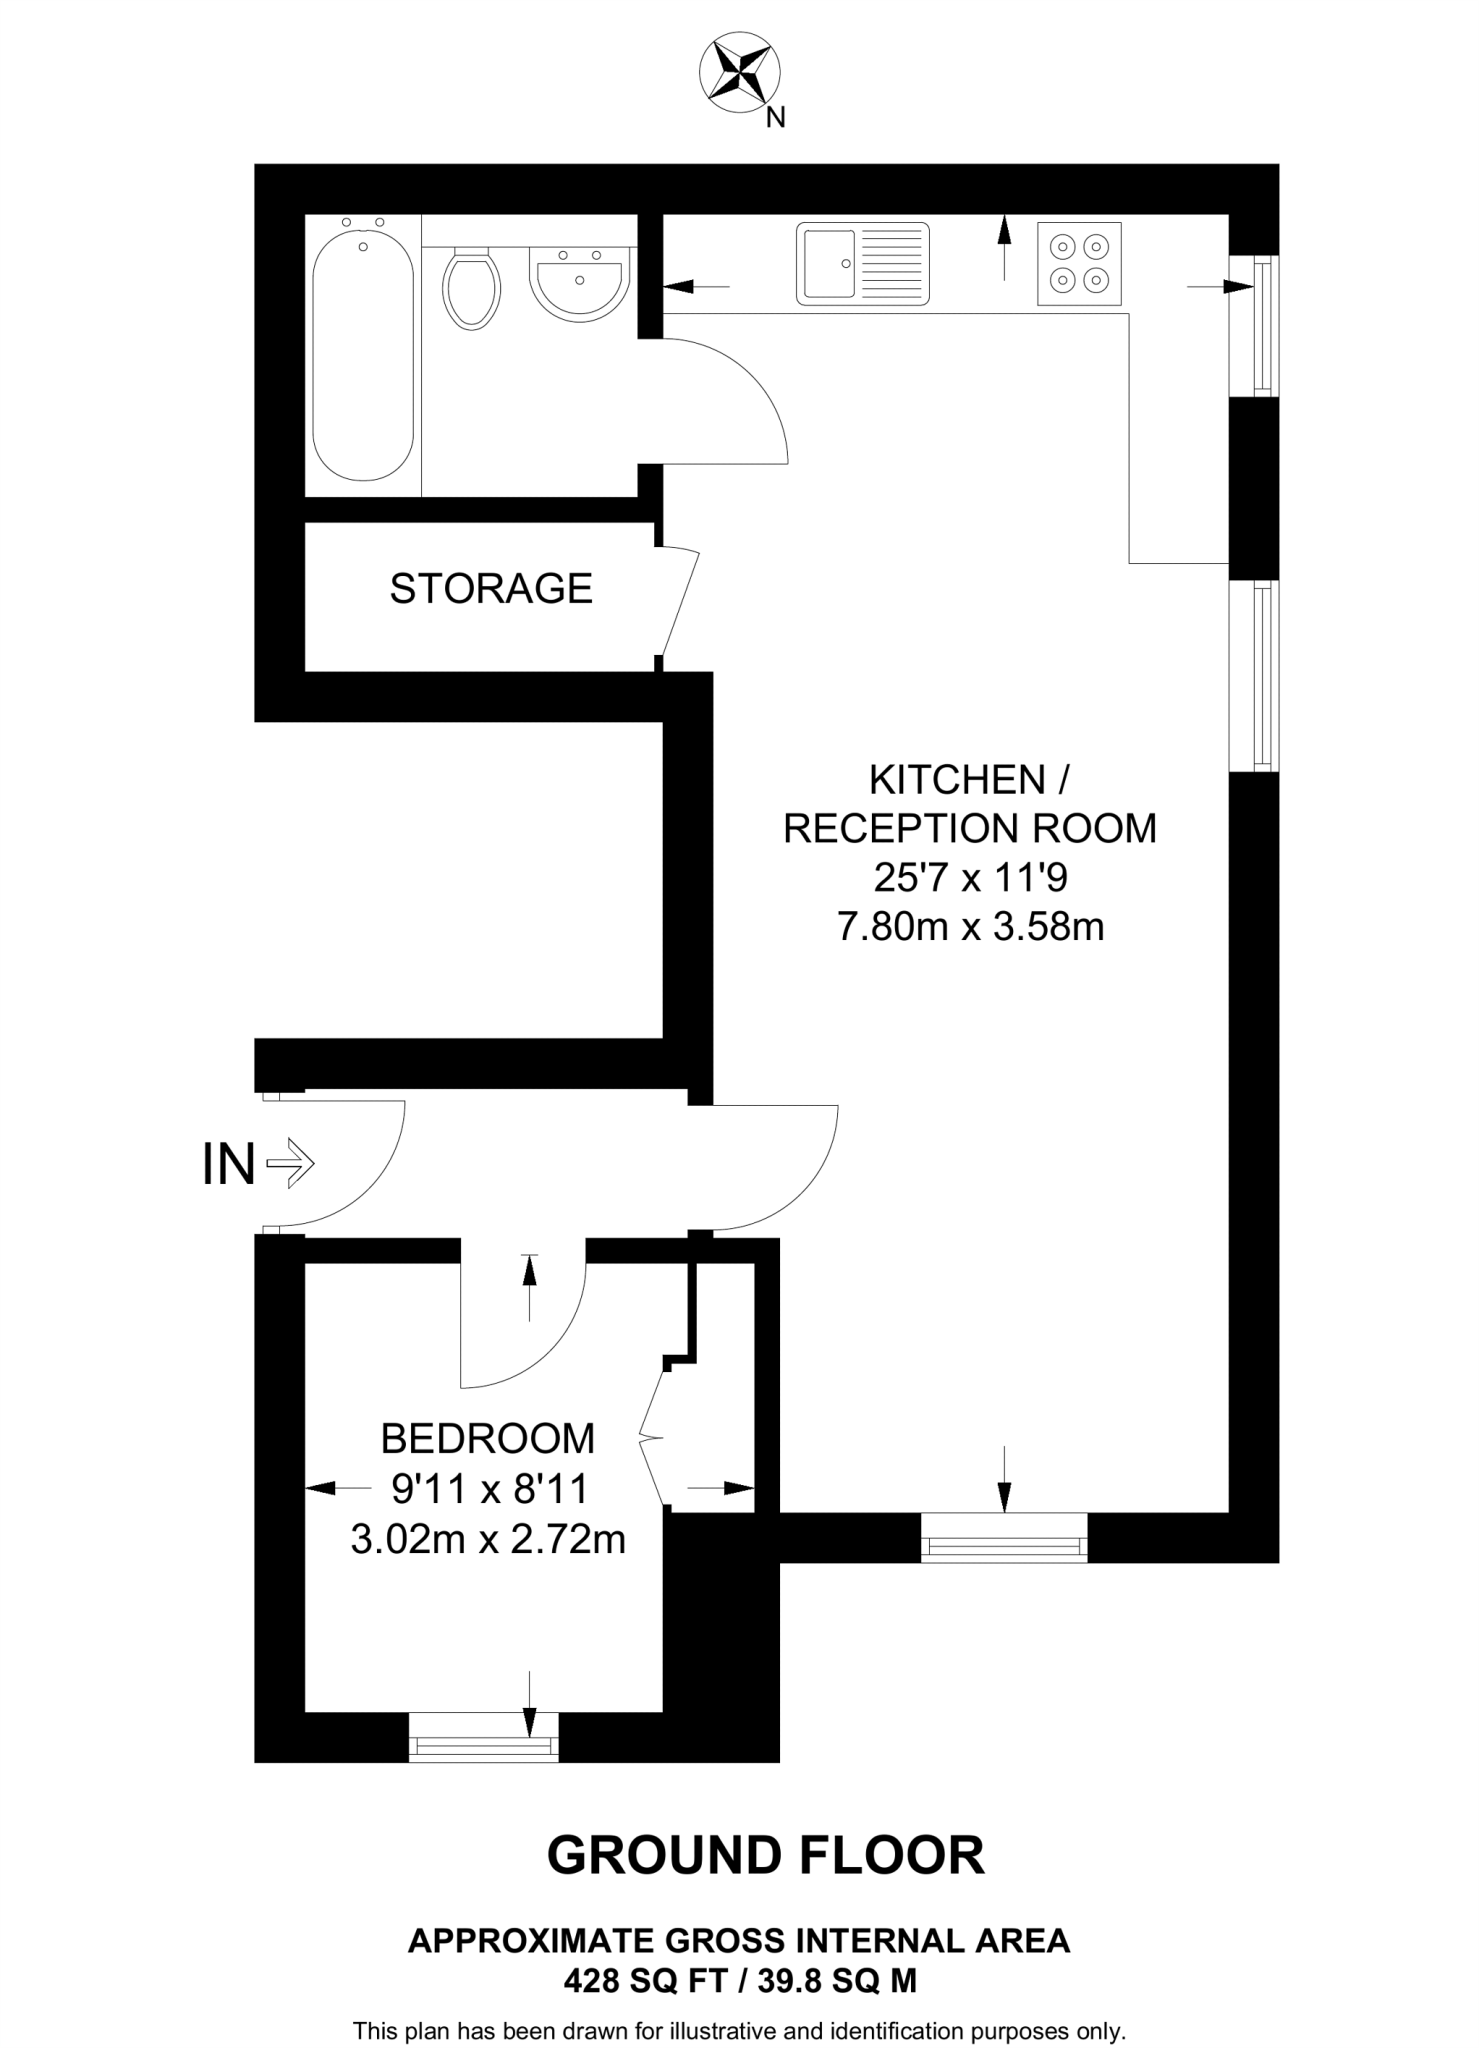 N
STORAGE
KITCHEN /
RECEPTION ROOM
25'7 x 11'9
7.80m x 3.58m
IN
BEDROOM
9'11 x 8'11
3.02m x 2.72m
GROUND FLOOR
APPROXIMATE GROSS INTERNAL AREA
428 SQ FT / 39.8 SQ M
This plan has been drawn for illustrative and identification purposes only.